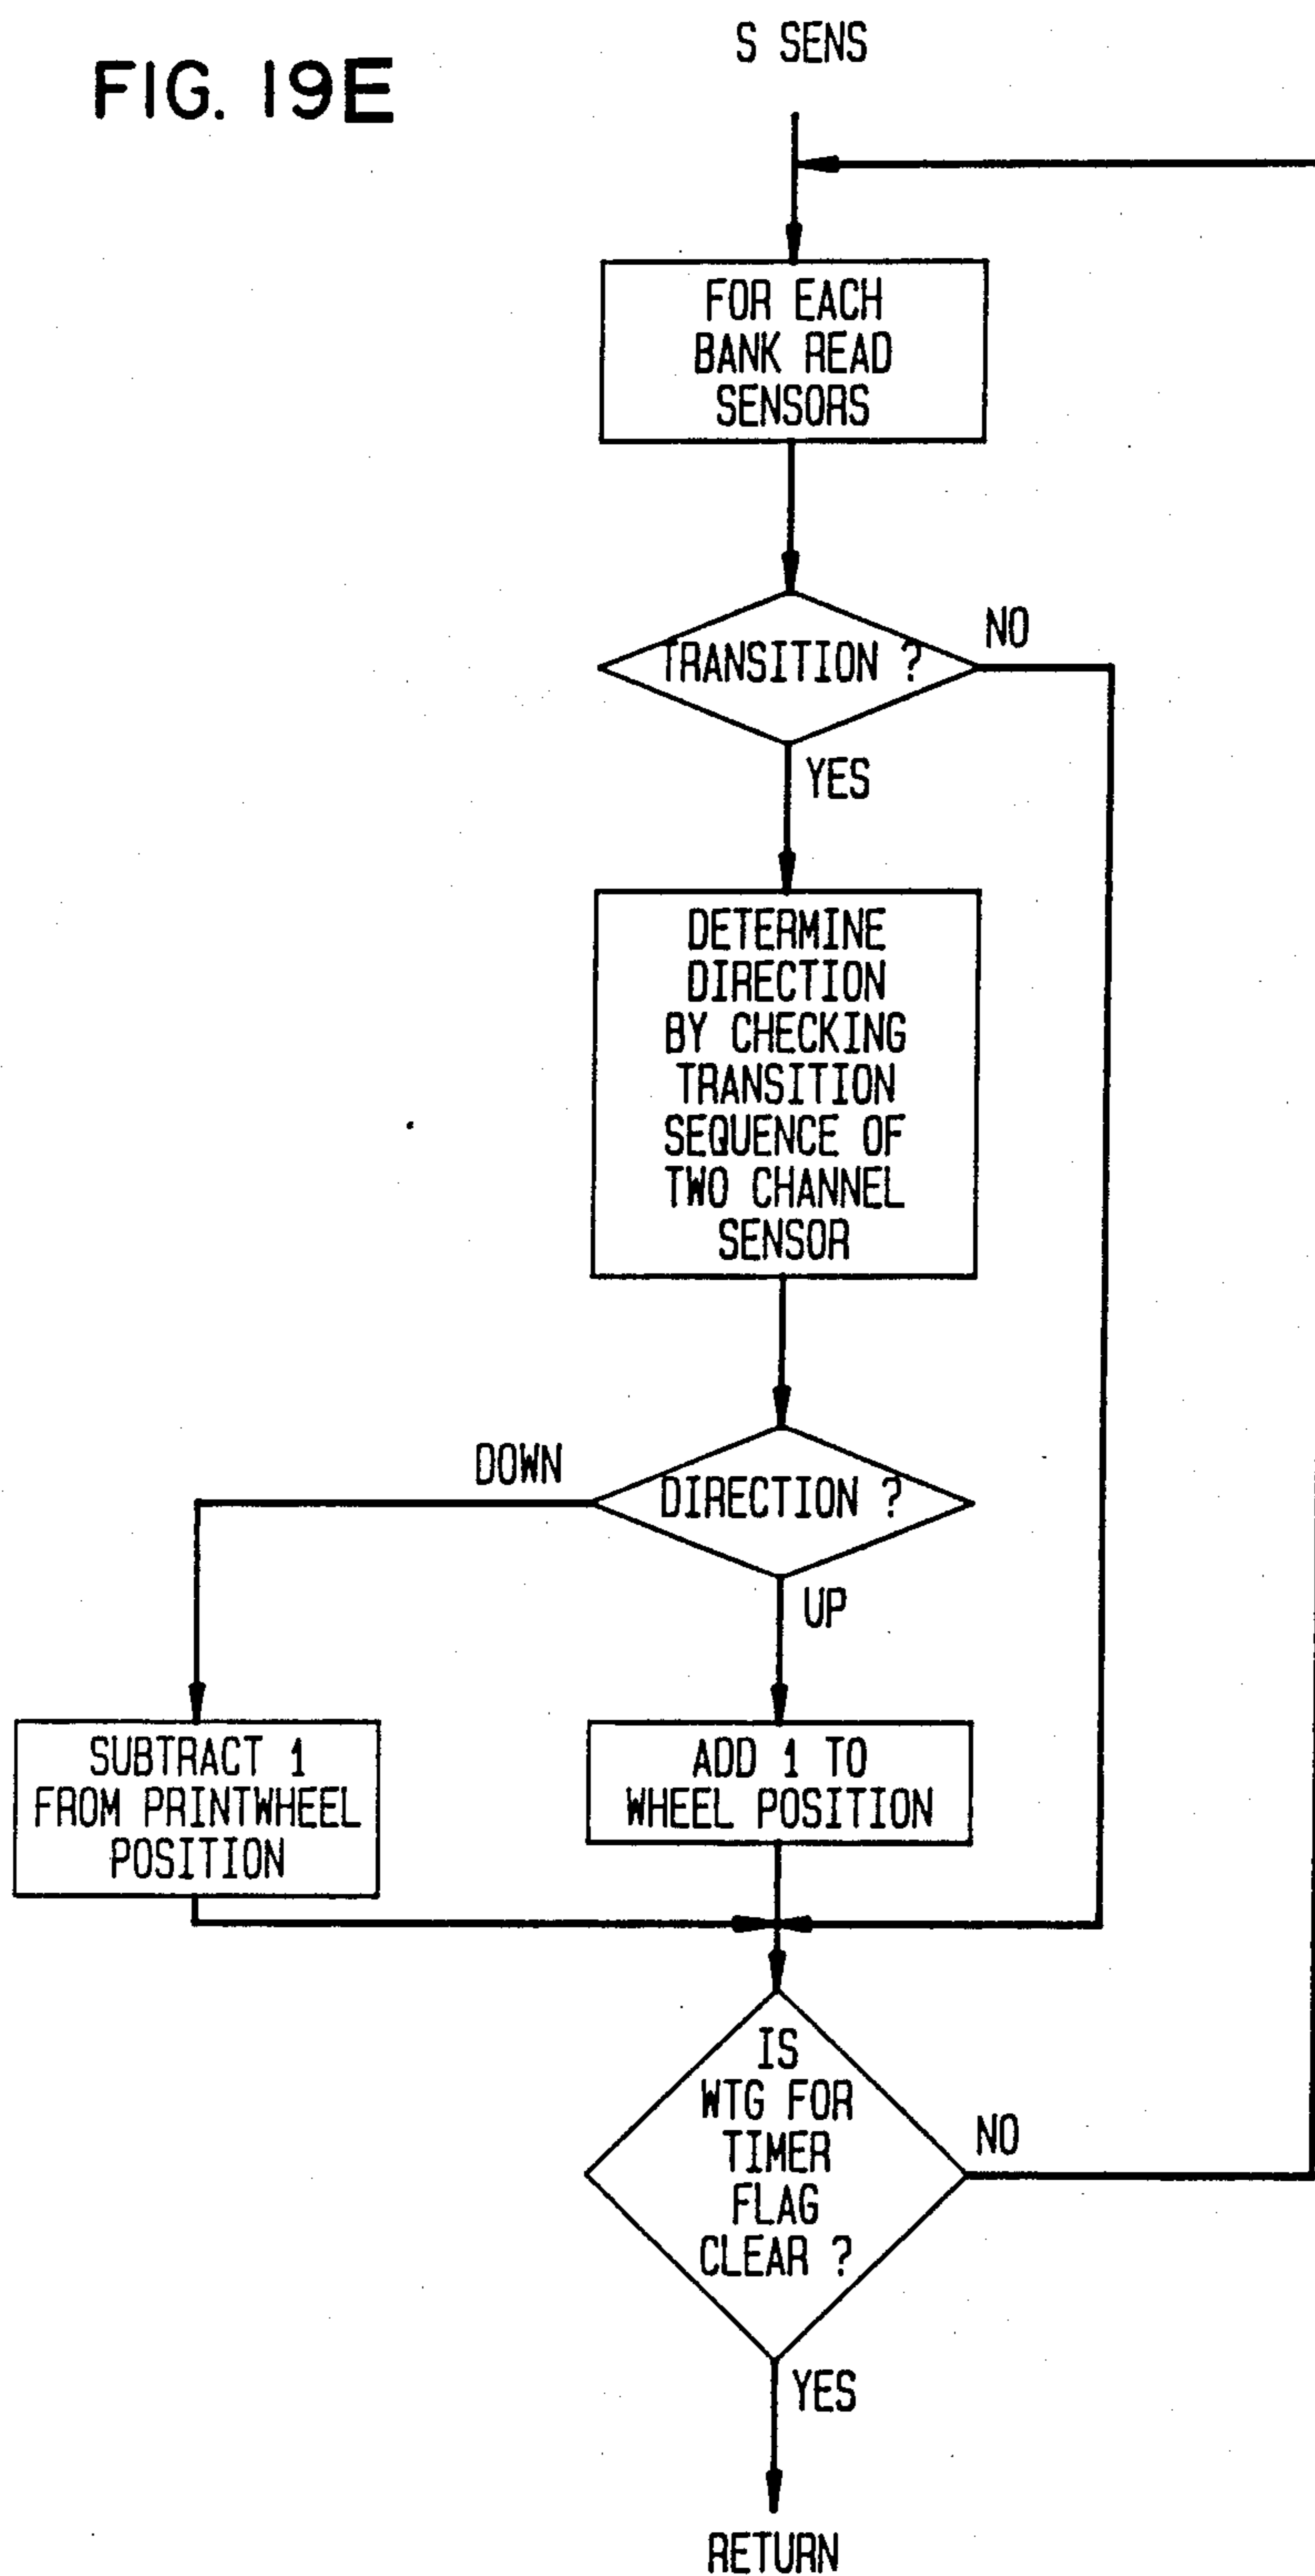 FIG. 19E
S SENS
FOR EACH
BANK READ
SENSORS
TRANSITION ?
NO
YES
DETERMINE
DIRECTION
BY CHECKING
TRANSITION
SEQUENCE OF
TWO CHANNEL
SENSOR
DOWN
DIRECTION ?
UP
SUBTRACT 1
FROM PRINTWHEEL
POSITION
ADD 1 TO
WHEEL POSITION
IS
WTG FOR
TIMER
FLAG
CLEAR ?
NO
YES
RETURN